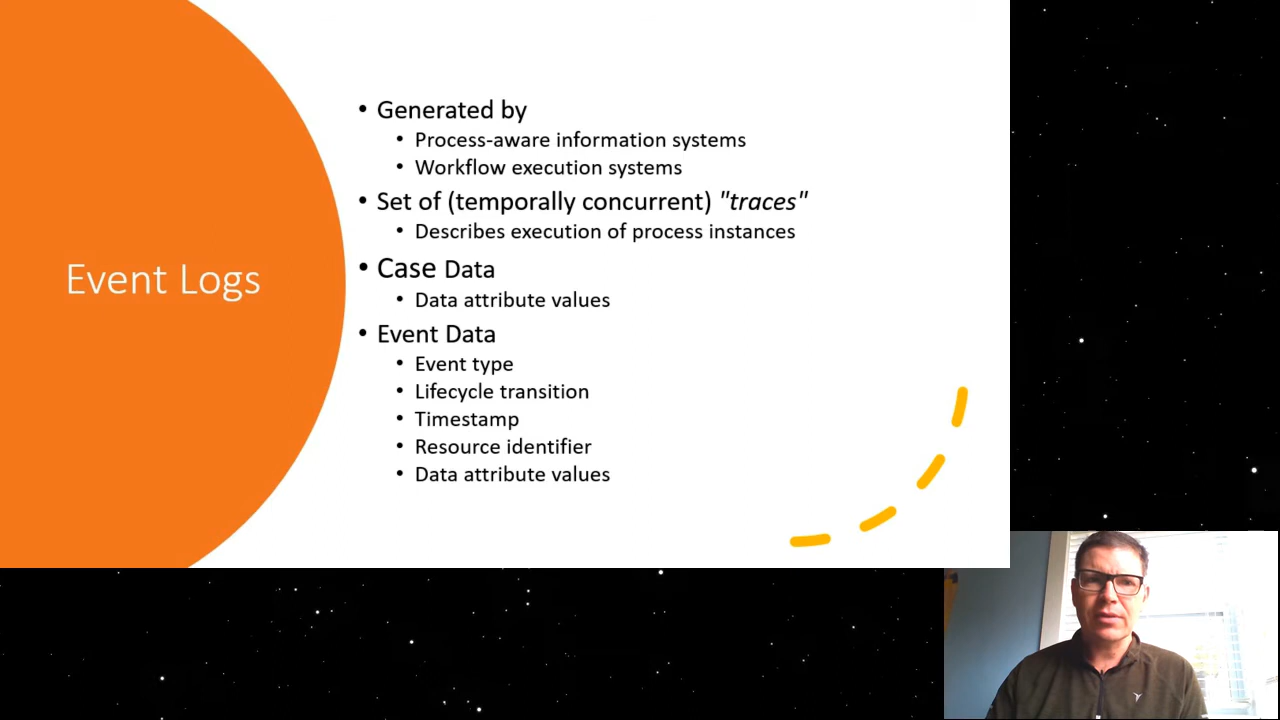 Event Logs
• Generated by
• Process-aware information systems
• Workflow execution systems
• Set of (temporally concurrent) "traces"
• Describes execution of process instances
• Case Data
• Data attribute values
• Event Data
• Event type
• Lifecycle transition
• Timestamp
• Resource identifier
• Data attribute values